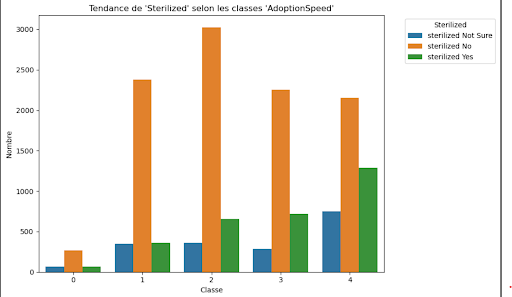 Tendance de 'Sterilized' selon les classes 'AdoptionSpeed'
Sterilized
sterilized Not Sure
sterilized No
sterilized Yes
Nombre
3000
2500
2000
1500
1000
500
0
0 1 2 3 4
Classe